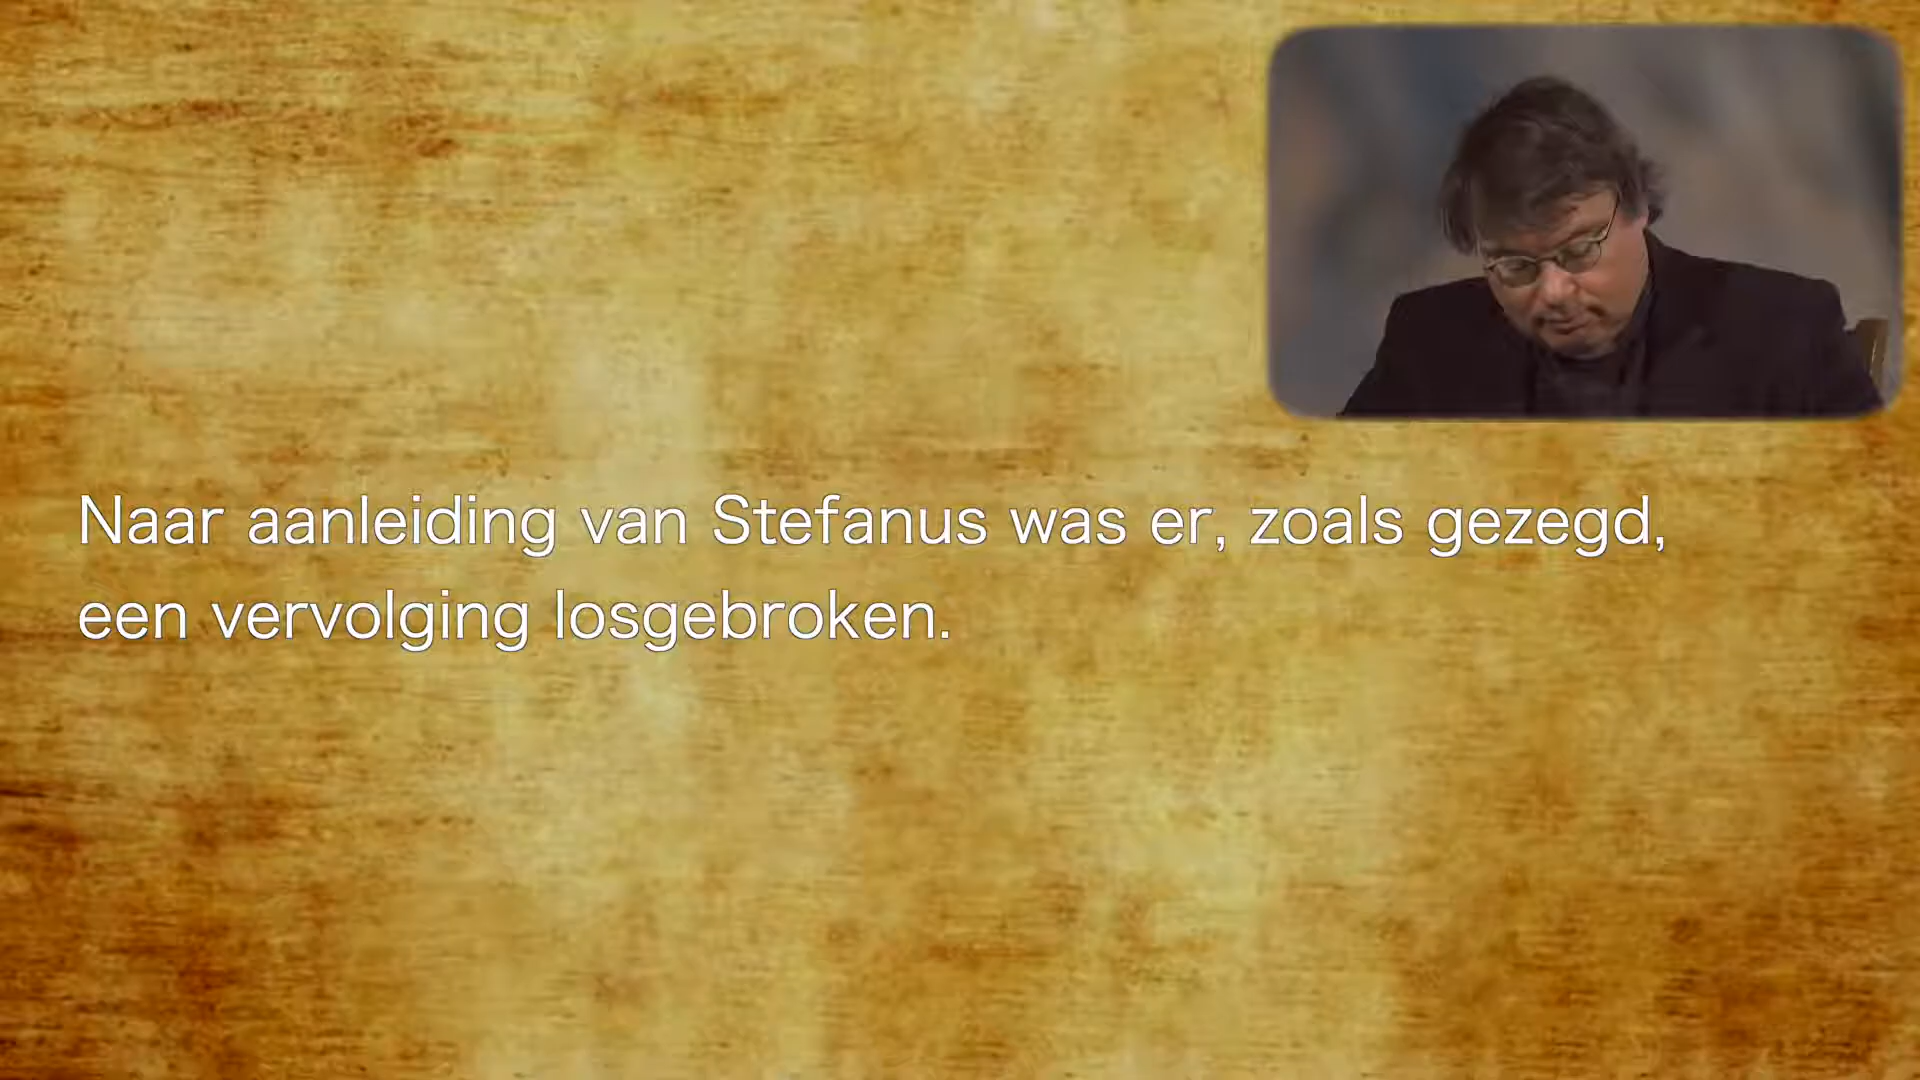 Naar aanleiding van Stefanus was er, zoals gezegd,
een vervolging losgebroken.